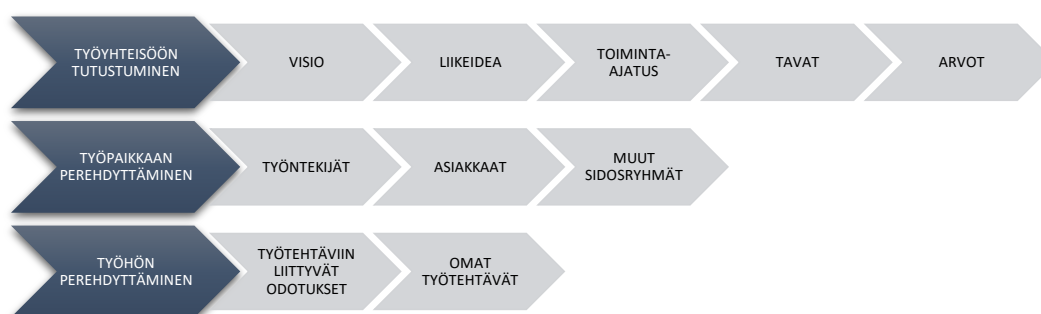 TYÖYHTEISÖÖN
TUTUSTUMINEN
VISIO
LIIKEIDEA
TOIMINTA-
AJATUS
TAVAT
ARVOT
TYÖPAIKKAAN
PEREHDYTTÄMINEN
TYÖNTEKIJÄT
ASIAKKAAT
MUUT
SIDOSRYHMÄT
TYÖHÖN
PEREHDYTTÄMINEN
TYÖTEHTÄVIIN
LIITTYVÄT
ODOTUKSET
OMAT
TYÖTEHTÄVÄT